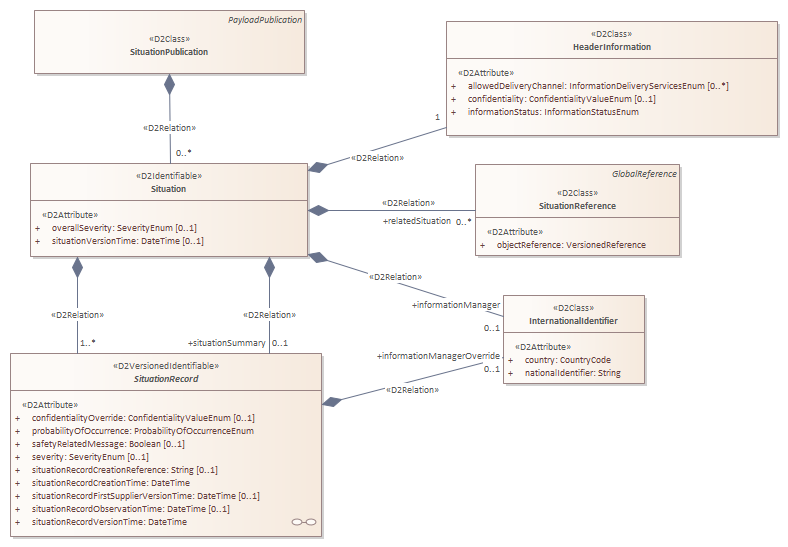 PayloadPublication
«D2Class»
SituationPublication
«D2Relation»
0..*
«D2Identifiable»
Situation
«D2Attribute»
+ overallSeverity: SeverityEnum [0..1]
+ situationVersionTime: DateTime [0..1]
«D2Class»
HeaderInformation
«D2Attribute»
+ allowedDeliveryChannel: InformationDeliveryServicesEnum [0..*]
+ confidentiality: ConfidentialityValueEnum [0..1]
+ informationStatus: InformationStatusEnum
1
«D2Relation»
GlobalReference
«D2Class»
SituationReference
«D2Attribute»
+ objectReference: VersionedReference
«D2Relation»
+relatedSituation 0..*
«D2Relation»
+informationManager
0..1
«D2Class»
InternationalIdentifier
«D2Attribute»
+ country: CountryCode
+ nationalIdentifier: String
+informationManagerOverride
0..1
«D2Relation»
«D2Relation»
1..*
«D2Relation»
+situationSummary 0..1
«D2VersionedIdentifiable»
SituationRecord
«D2Attribute»
+ confidentialityOverride: ConfidentialityValueEnum [0..1]
+ probabilityOfOccurrence: ProbabilityOfOccurrenceEnum
+ safetyRelatedMessage: Boolean [0..1]
+ severity: SeverityEnum [0..1]
+ situationRecordCreationReference: String [0..1]
+ situationRecordCreationTime: DateTime
+ situationRecordFirstSupplierVersionTime: DateTime [0..1]
+ situationRecordObservationTime: DateTime [0..1]
+ situationRecordVersionTime: DateTime